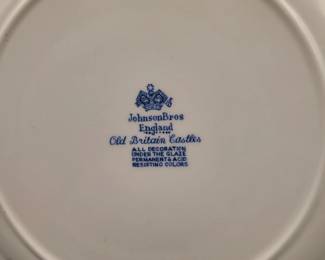 JohnsonBros
England
Old Britain Castles
ALL DECORATION
UNDER THE GLAZE
PERMANENT & ACID
RESISTING COLORS